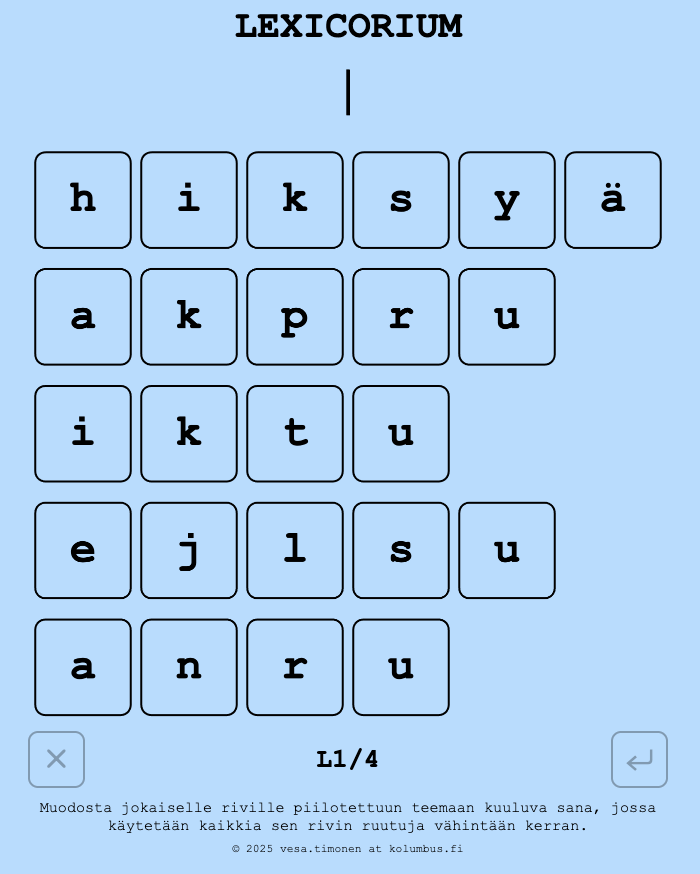 LEXICORIUM
h i k s y ä
a k p r u
i k t u
e j l s u
a n r u
L1/4
Muodosta jokaiselle riville piilotettuun teemaan kuuluva sana, jossa
käytetään kaikkia sen rivin ruutuja vähintään kerran.
© 2025 vesa.timonen at kolumbus.fi